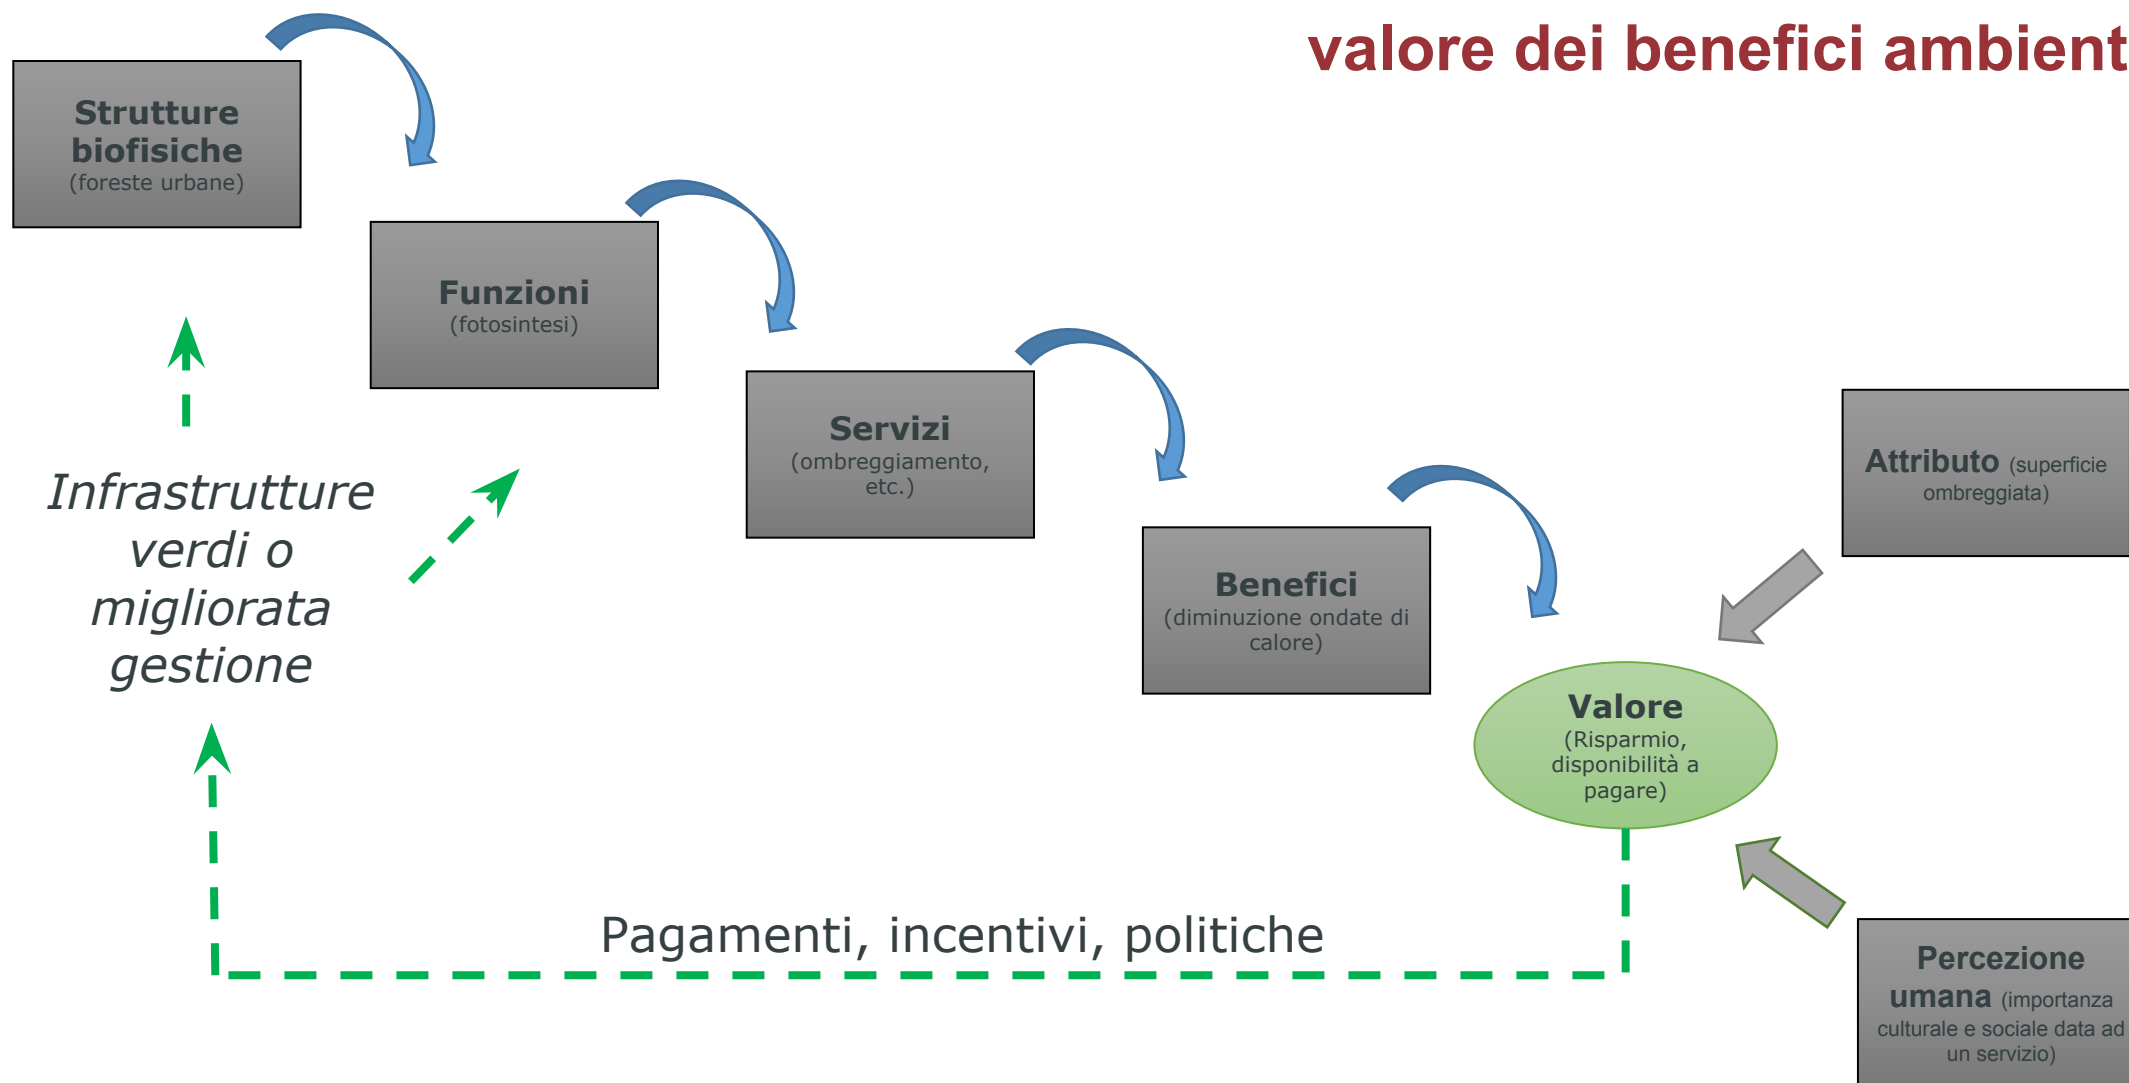 valore dei benefici ambient
Strutture
biofisiche
(foreste urbane)
Funzioni
(fotosintesi)
Servizi
(ombreggiamento,
etc.)
Attributo (superficie
ombreggiata)
Infrastrutture
verdi o
migliorata
gestione
Benefici
(diminuzione ondate di
calore)
Valore
(Risparmio,
disponibilità a
pagare)
Pagamenti, incentivi, politiche
Percezione
umana (importanza
culturale e sociale data ad
un servizio)